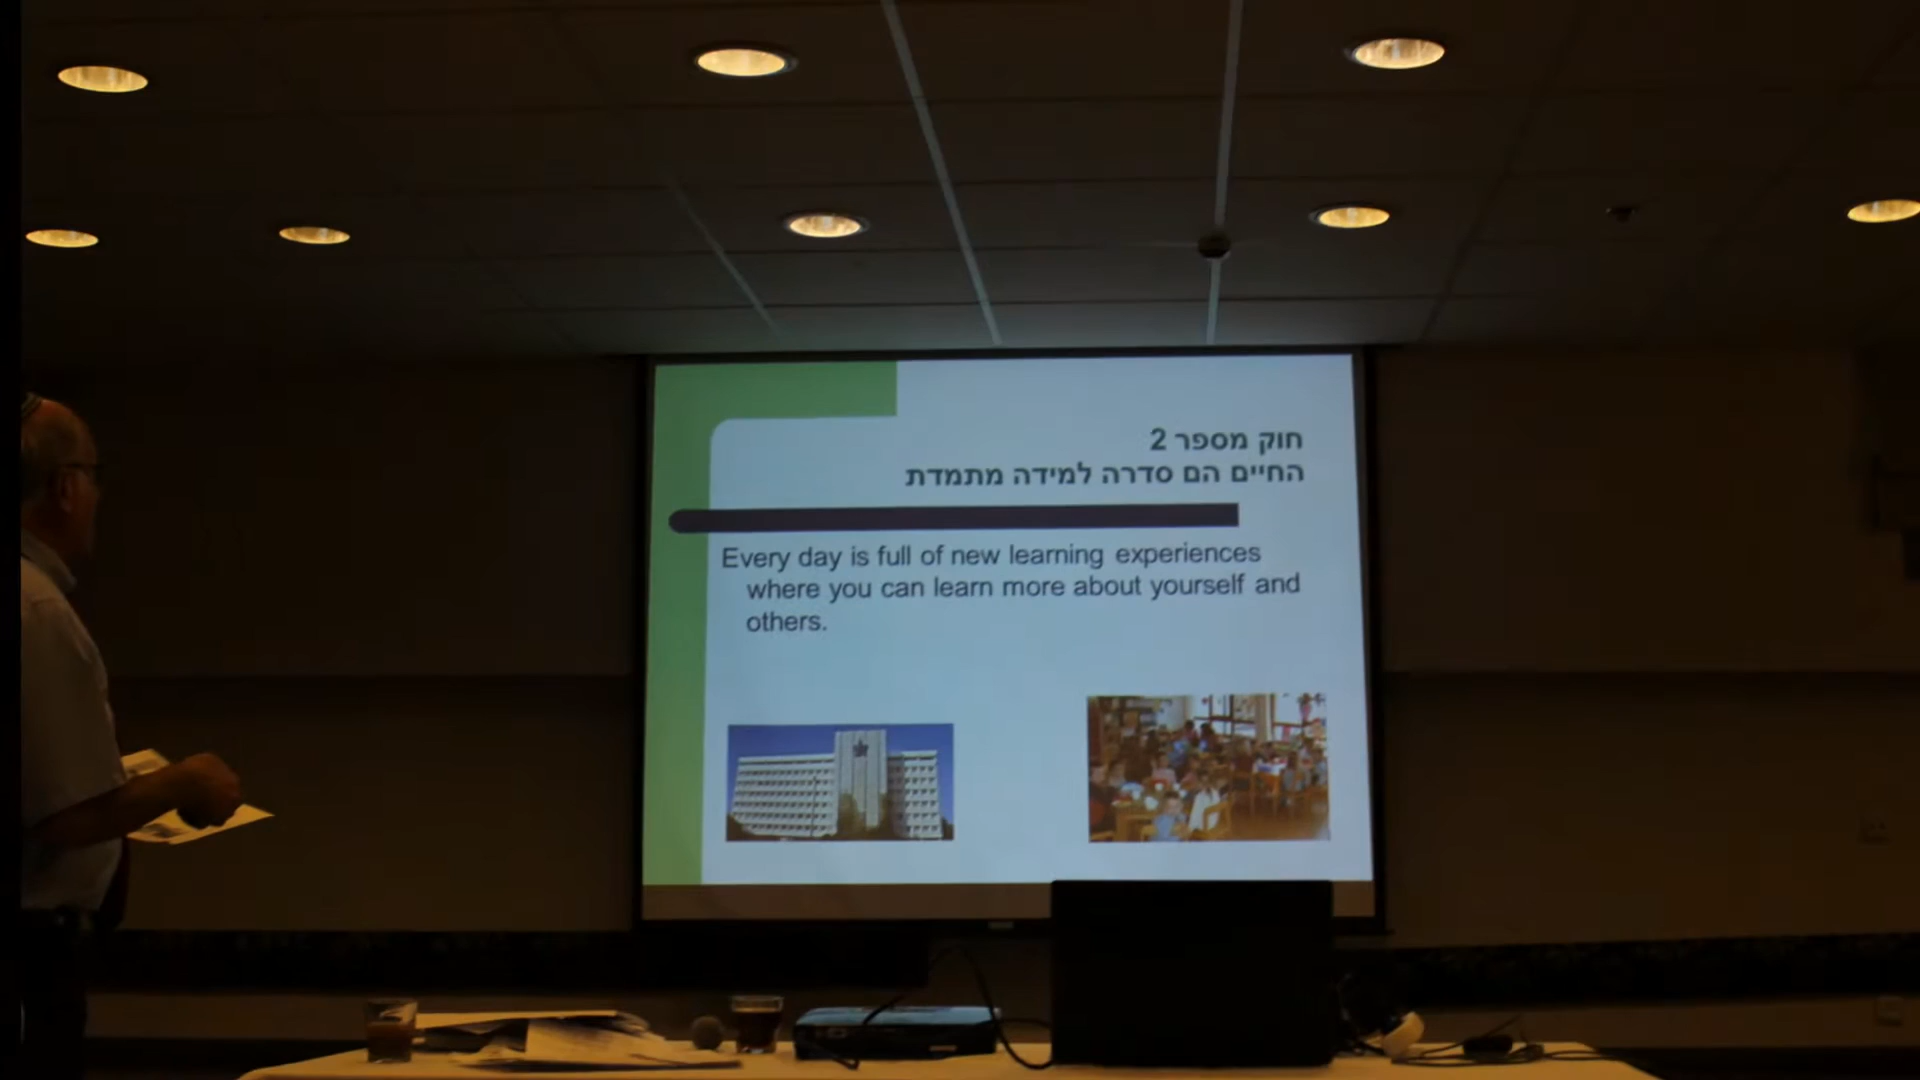 חוק מספר 2
החיים הם סדרה למידה מתמדת
Every day is full of new learning experiences
where you can learn more about yourself and
others.